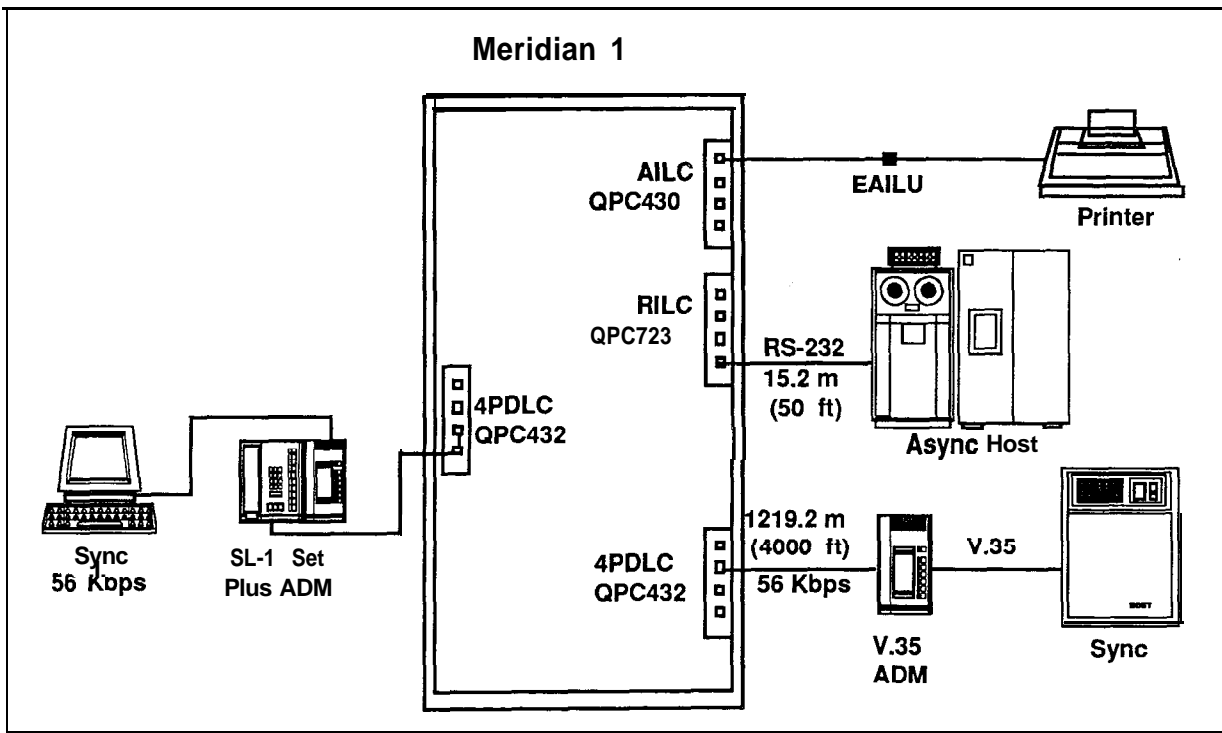 Meridian 1
AILC
QPC430
EAILU
Printer
RILC
QPC723
RS-232
15.2 m
(50 ft)
Async Host
4PDLC
QPC432
Sync
56 Kbps
SL-1 Set
Plus ADM
4PDLC
QPC432
1219.2 m
(4000 ft)
56 Kbps
V.35
V.35
ADM
Sync